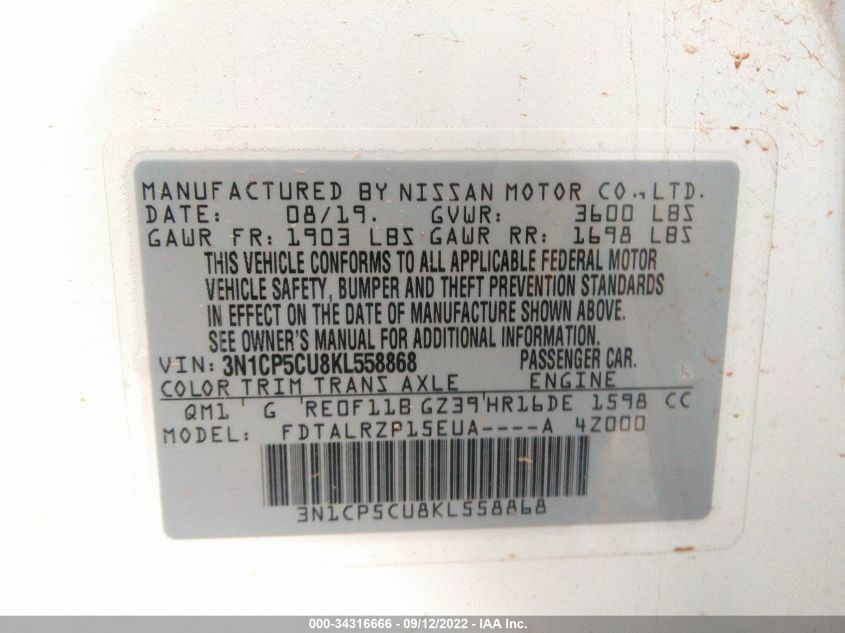 MANUFACTURED BY NISSAN MOTOR CO., LTD.
DATE: 08/19. GVWR: 3600 LBS
GAWR FR: 1903 LBS GAWR RR: 1698 LBS
THIS VEHICLE CONFORMS TO ALL APPLICABLE FEDERAL MOTOR
VEHICLE SAFETY, BUMPER AND THEFT PREVENTION STANDARDS
IN EFFECT ON THE DATE OF MANUFACTURE SHOWN ABOVE.
SEE OWNER'S MANUAL FOR ADDITIONAL INFORMATION.
VIN: 3N1CP5CU8KL558868 PASSENGER CAR.
COLOR TRIM TRANS AXLE ENGINE
QM1 G RE0F11B GZ39 HR16DE 1598 CC
MODEL: FDTALRZP15EUA----A 4Z000
3N1CP5CU8KL558868
000-34316666 - 09/12/2022 - IAA Inc.